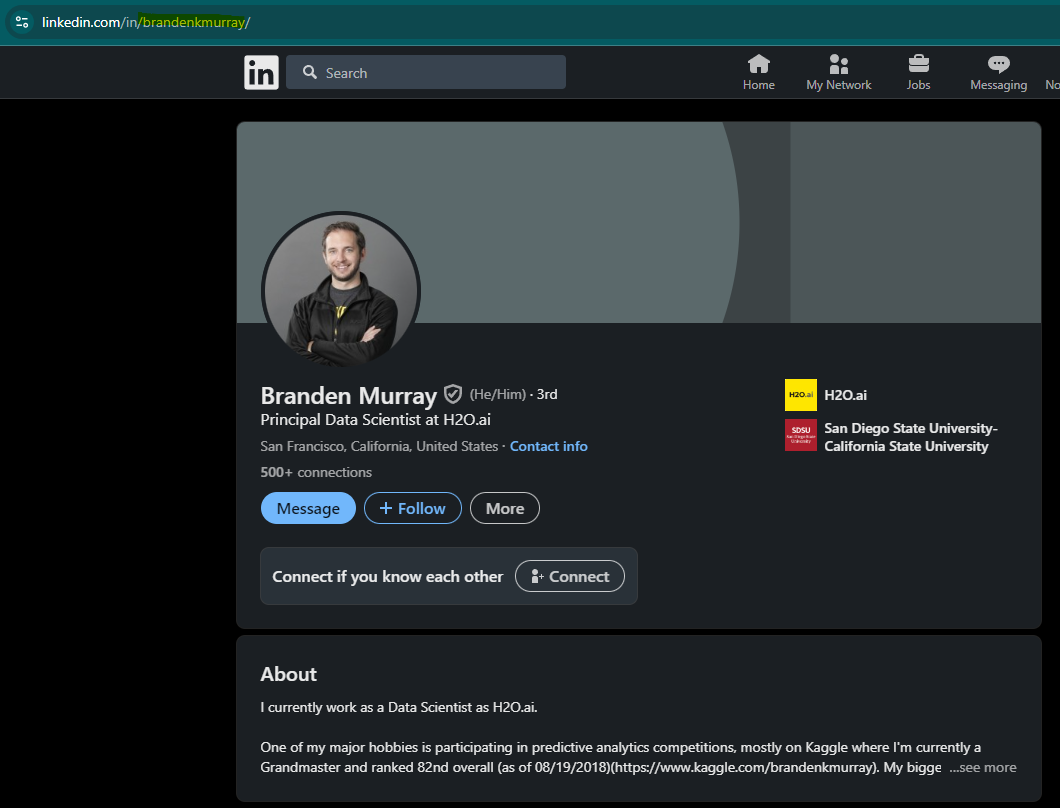 linkedin.com/in/brandenkmurray/
in
Search
Home
My Network
Jobs
Messaging
No
Branden Murray (He/Him) · 3rd
Principal Data Scientist at H2O.ai
San Francisco, California, United States · Contact info
500+ connections
H2O.ai
H2O.ai
SDSU
San Diego State
University
San Diego State University-
California State University
Message
+ Follow
More
Connect if you know each other
Connect
About
I currently work as a Data Scientist as H2O.ai.
One of my major hobbies is participating in predictive analytics competitions, mostly on Kaggle where I'm currently a
Grandmaster and ranked 82nd overall (as of 08/19/2018)(https://www.kaggle.com/brandenkmurray). My bigge ...see more